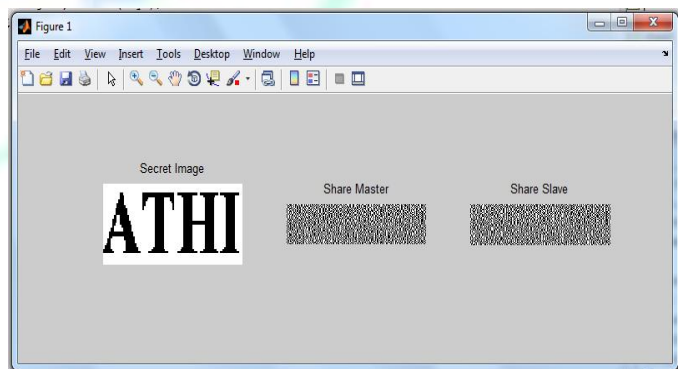 Figure 1
File Edit View Insert Tools Desktop Window Help
Secret Image
Share Master
Share Slave
ATHI